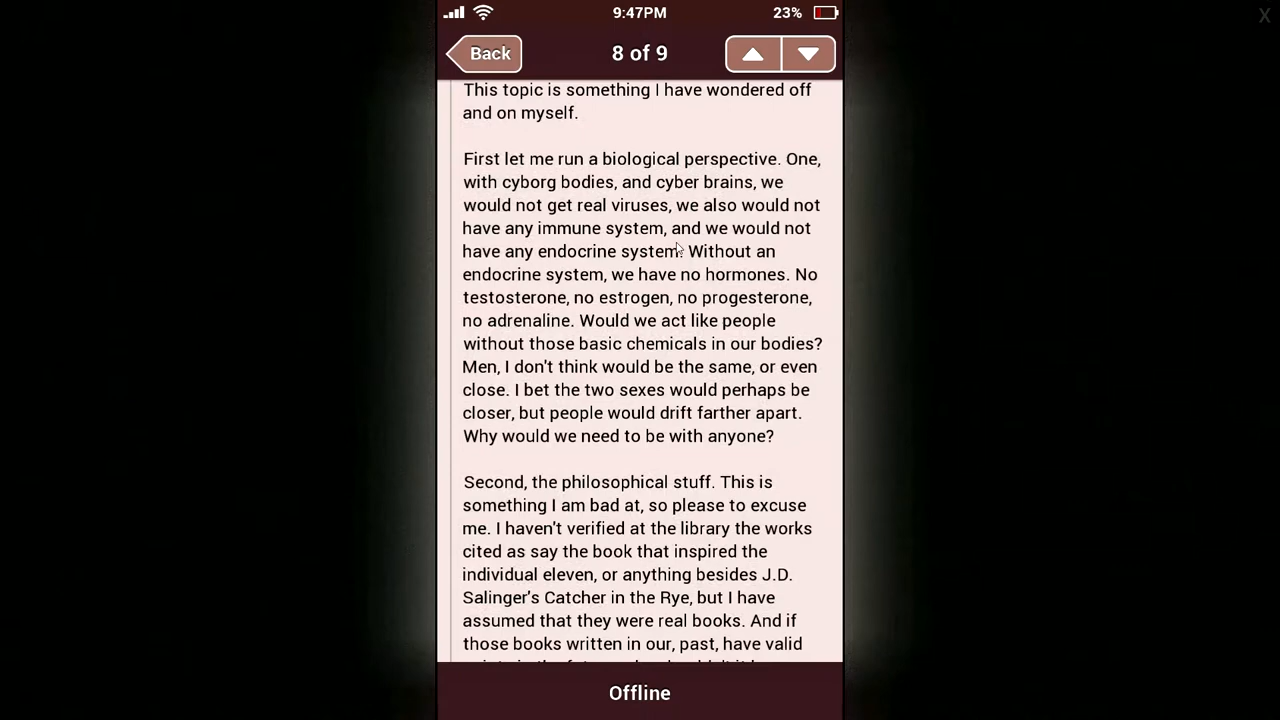 9:47PM
23%
X
Back
8 of 9
This topic is something I have wondered off
and on myself.
First let me run a biological perspective. One,
with cyborg bodies, and cyber brains, we
would not get real viruses, we also would not
have any immune system, and we would not
have any endocrine system. Without an
endocrine system, we have no hormones. No
testosterone, no estrogen, no progesterone,
no adrenaline. Would we act like people
without those basic chemicals in our bodies?
Men, I don't think would be the same, or even
close. I bet the two sexes would perhaps be
closer, but people would drift farther apart.
Why would we need to be with anyone?
Second, the philosophical stuff. This is
something I am bad at, so please to excuse
me. I haven't verified at the library the works
cited as say the book that inspired the
individual eleven, or anything besides J.D.
Salinger's Catcher in the Rye, but I have
assumed that they were real books. And if
those books written in our, past, have valid
Offline